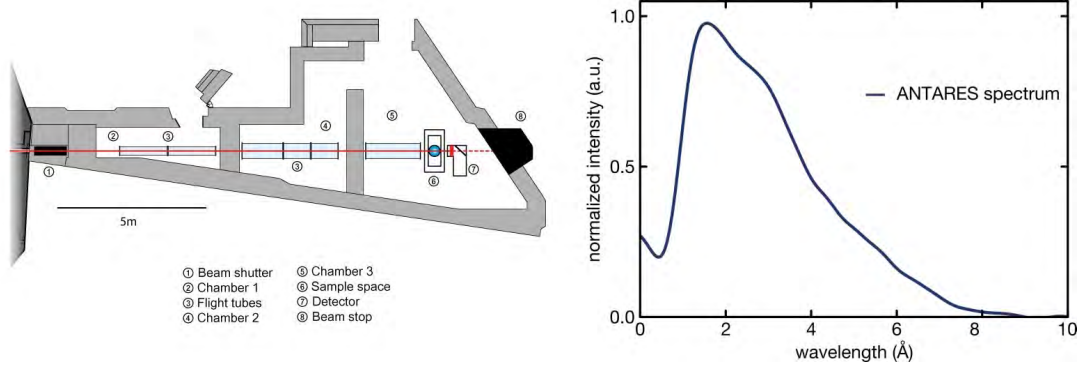 ②
③
④
⑤
⑧
①
③
⑥
⑦
5m
① Beam shutter
② Chamber 1
③ Flight tubes
④ Chamber 2
⑤ Chamber 3
⑥ Sample space
⑦ Detector
⑧ Beam stop
normalized intensity (a.u.)
1.0
0.5
0.0
ANTARES spectrum
0 2 4 6 8 10
wavelength (Å)